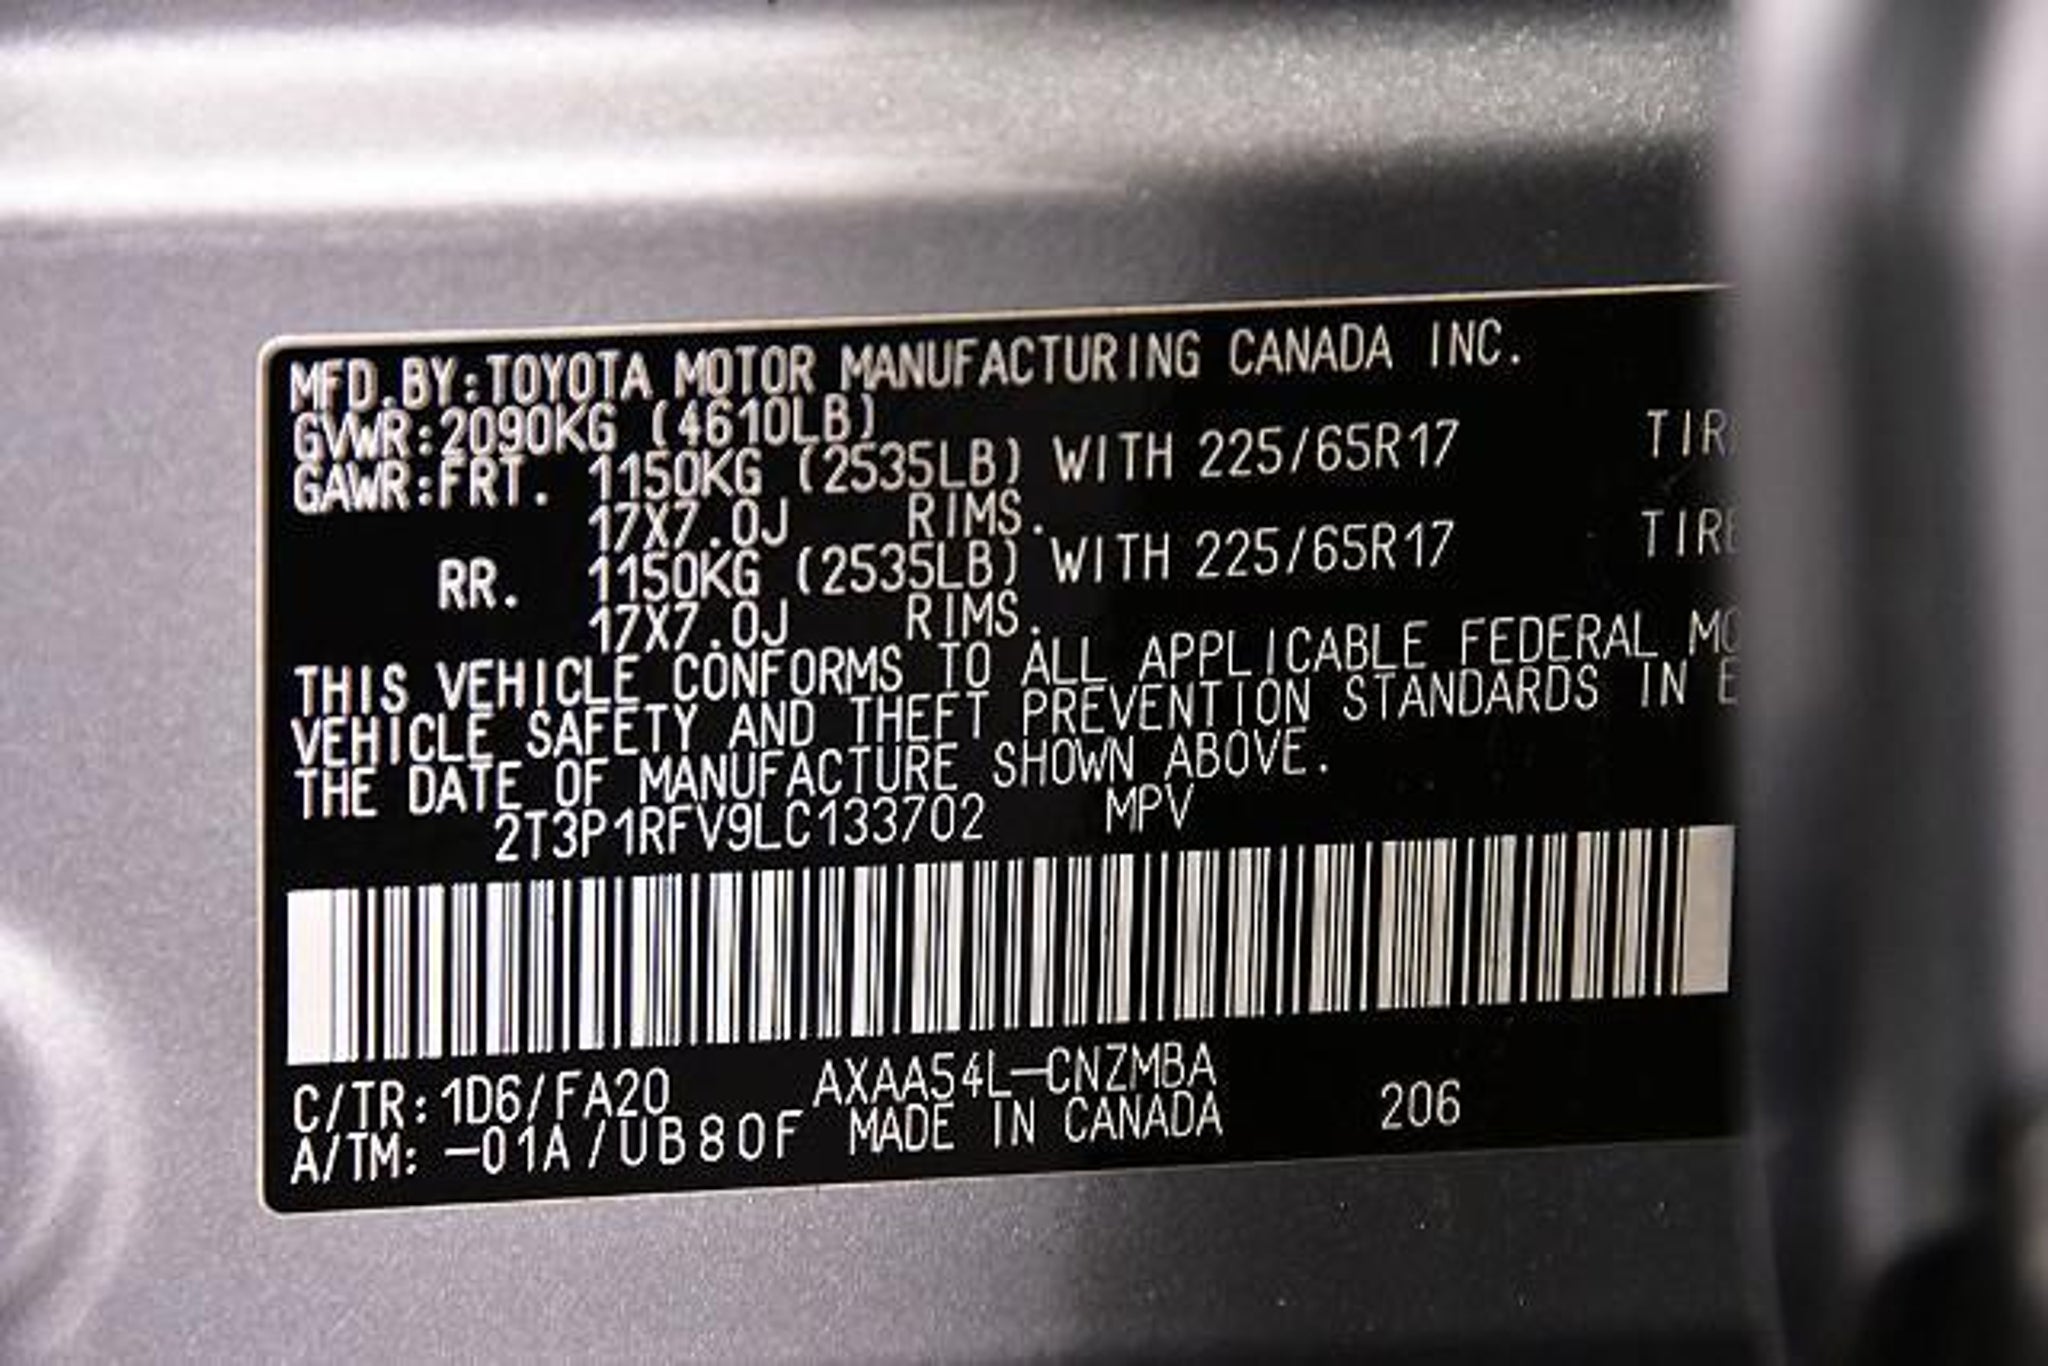 MFD.BY:TOYOTA MOTOR MANUFACTURING CANADA INC.
GVWR:2090KG (4610LB)
GAWR:FRT. 1150KG (2535LB) WITH 225/65R17
17X7.0J RIMS.
RR. 1150KG (2535LB) WITH 225/65R17
17X7.0J RIMS.
THIS VEHICLE CONFORMS TO ALL APPLICABLE FEDERAL
VEHICLE SAFETY AND THEFT PREVENTION STANDARDS IN
THE DATE OF MANUFACTURE SHOWN ABOVE.
2T3P1RFV9LC133702 MPV
C/TR:1D6/FA20 AXAA54L-CNZMBA
A/TM: -01A/UB80F MADE IN CANADA 206